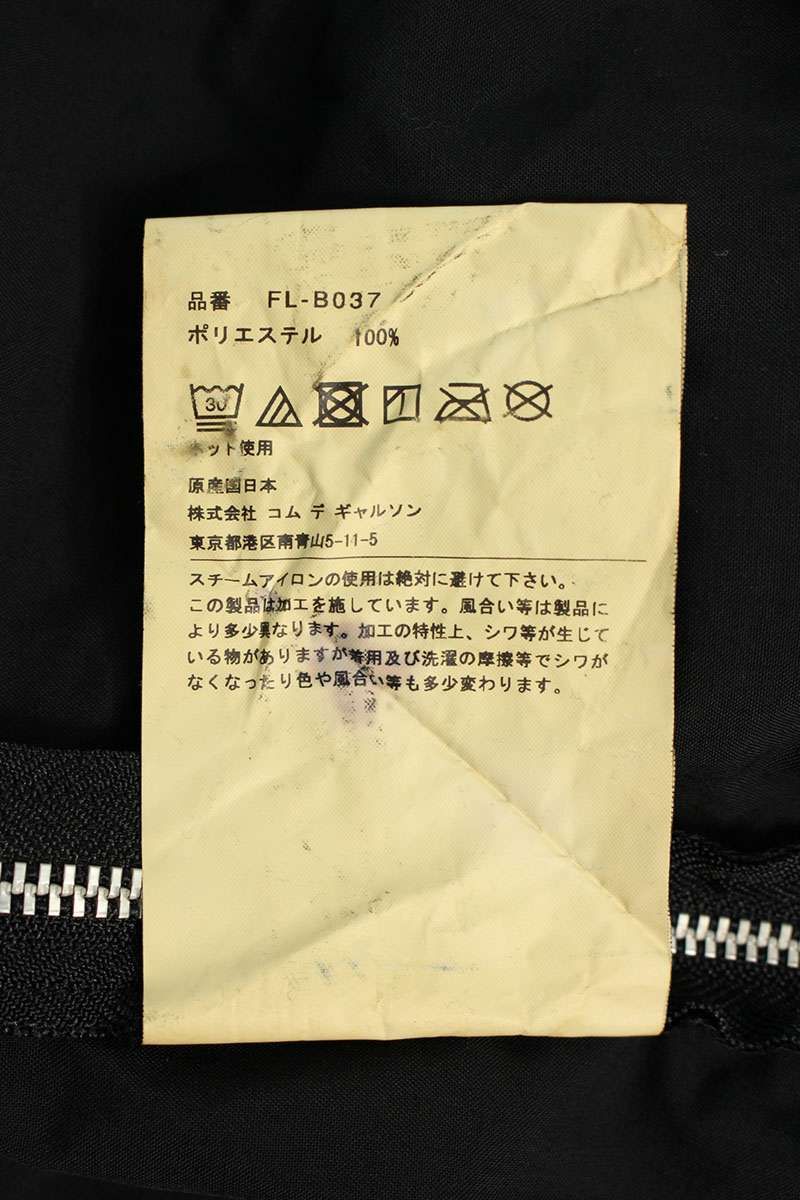 品番 FL-B037
ポリエステル 100%
30
ネット使用
原産国日本
株式会社 コム デ ギャルソン
東京都港区南青山5-11-5
スチームアイロンの使用は絶対に避けて下さい。
この製品は加工を施しています。風合い等は製品に
より多少異なります。加工の特性上、シワ等が生じて
いる物がありますが着用及び洗濯の摩擦等でシワが
なくなったり色や風合い等も多少変わります。